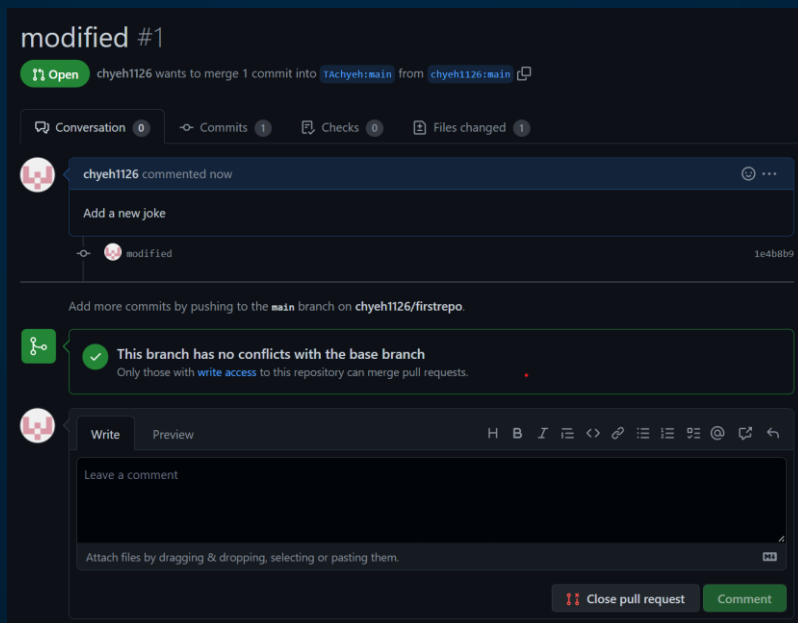 modified #1
Open chyeh1126 wants to merge 1 commit into TAchyeh:main from chyeh1126:main
Conversation 0 Commits 1 Checks 0 Files changed 1
chyeh1126 commented now
Add a new joke
modified 1e4b8b9
Add more commits by pushing to the main branch on chyeh1126/firstrepo.
This branch has no conflicts with the base branch
Only those with write access to this repository can merge pull requests.
Write Preview H B I @
Leave a comment
Attach files by dragging & dropping, selecting or pasting them.
Close pull request Comment